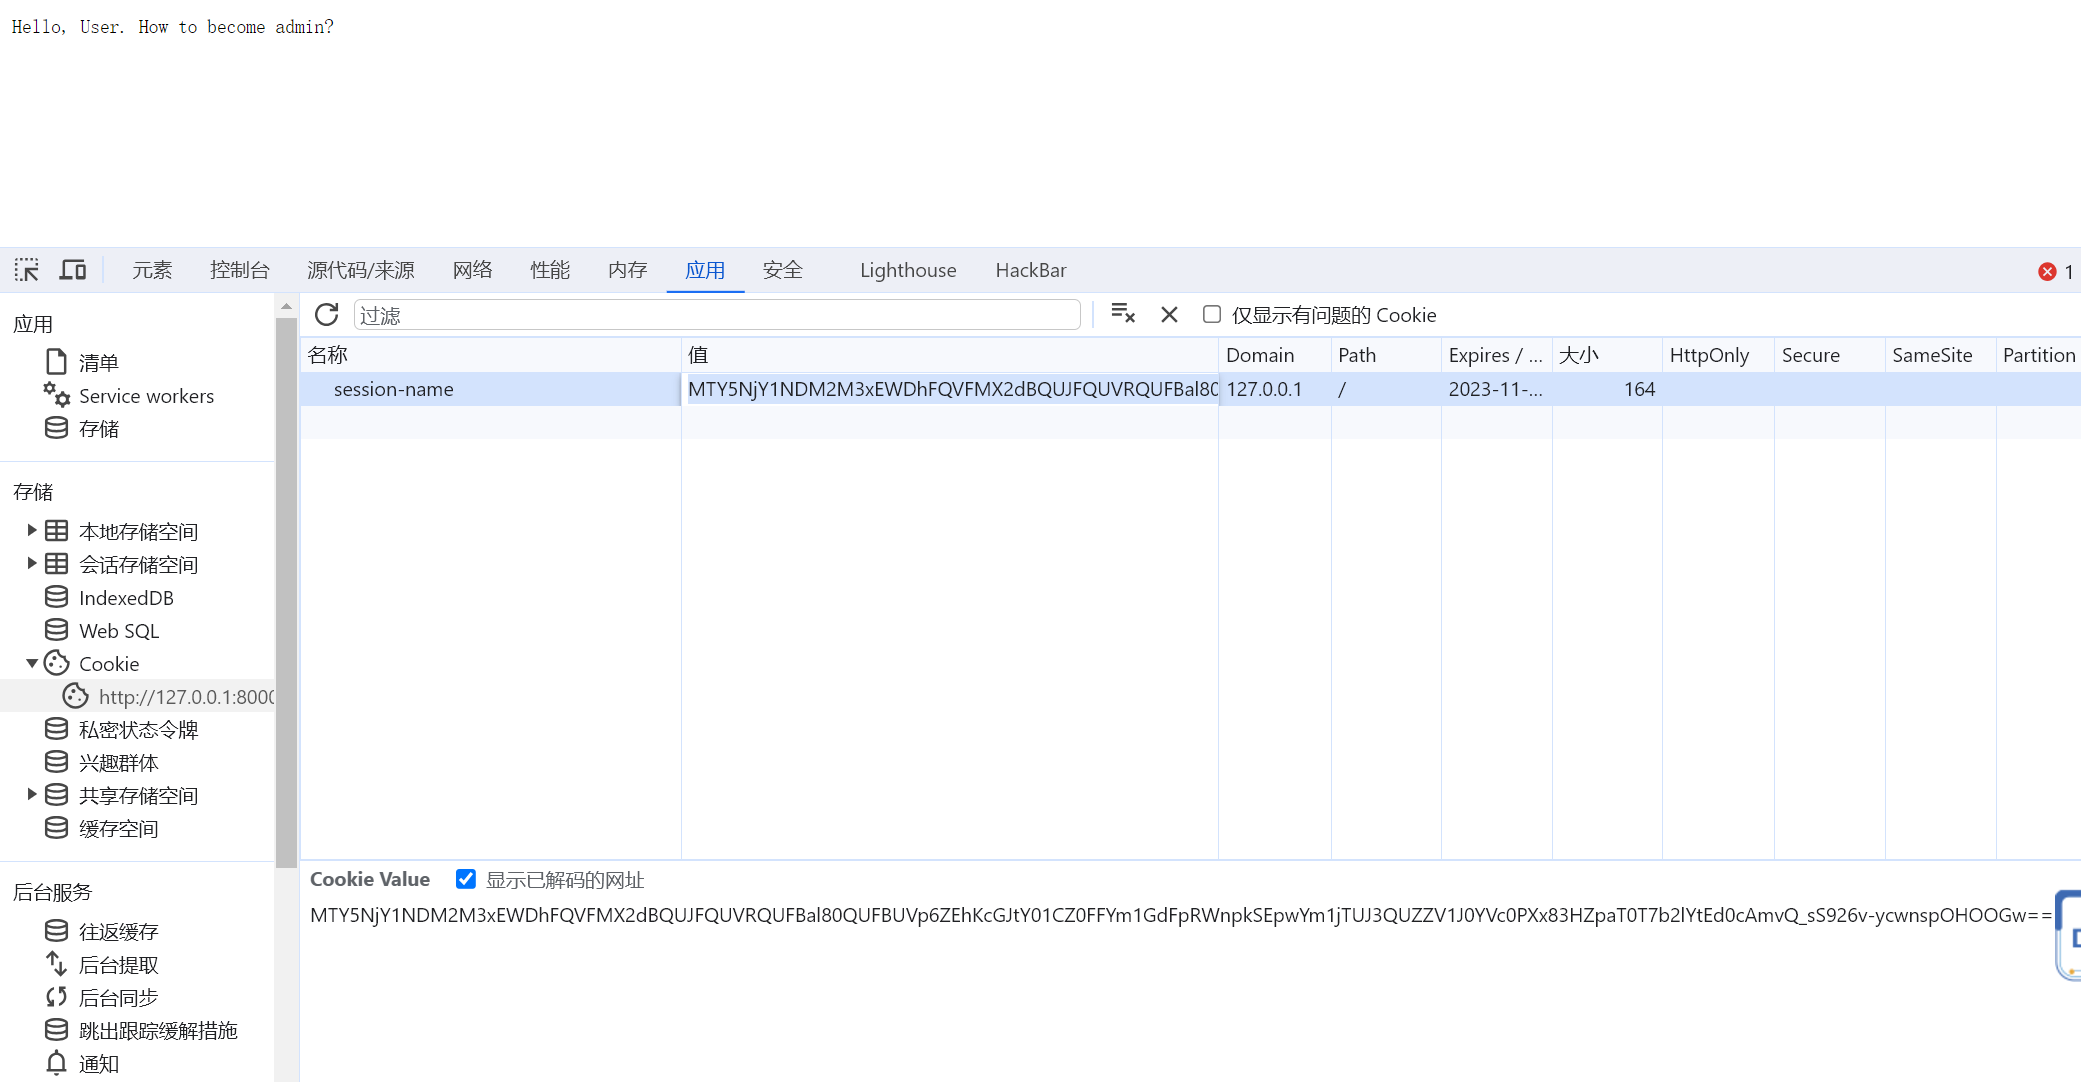 Hello, User. How to become admin?
元素 控制台 源代码/来源 网络 性能 内存 应用 安全 Lighthouse HackBar 1
应用
清单
Service workers
存储
存储
本地存储空间
会话存储空间
IndexedDB
Web SQL
Cookie
http://127.0.0.1:8000
私密状态令牌
兴趣群体
共享存储空间
缓存空间
后台服务
往返缓存
后台提取
后台同步
跳出跟踪缓解措施
通知
过滤 仅显示有问题的 Cookie
名称 值 Domain Path Expires / ... 大小 HttpOnly Secure SameSite Partition
session-name MTY5NjY1NDM2M3xEWDhFQVFMX2dBQUJFQUVRQUFBal80 127.0.0.1 / 2023-11-... 164
Cookie Value 显示已解码的网址
MTY5NjY1NDM2M3xEWDhFQVFMX2dBQUJFQUVRQUFBal80QUFBUVp6ZEhKcGJtY01CZ0FFYm1GdFpRWnpkSEpwYm1jTUJ3QUZZV1J0YVc0PXx83HZpaT0T7b2lYtEd0cAmvQ_sS926v-ycwnspOHOOGw==